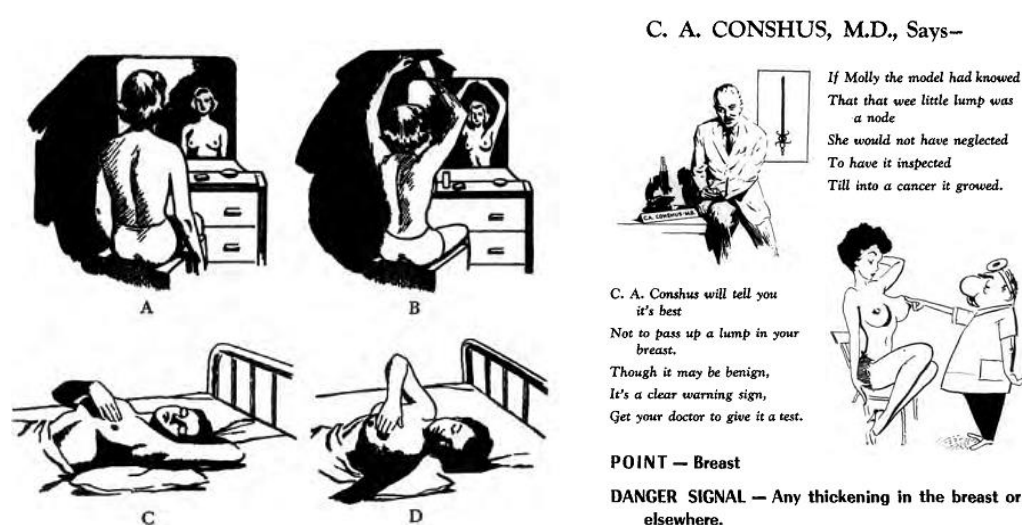 A
B
C
D
C. A. CONSHUS, M.D., Says—
If Molly the model had knowed
That that wee little lump was
a node
She would not have neglected
To have it inspected
Till into a cancer it growed.
C.A. CONSHUS-M.D.
C. A. Conshus will tell you
it's best
Not to pass up a lump in your
breast.
Though it may be benign,
It's a clear warning sign,
Get your doctor to give it a test.
POINT — Breast
DANGER SIGNAL — Any thickening in the breast or
elsewhere.